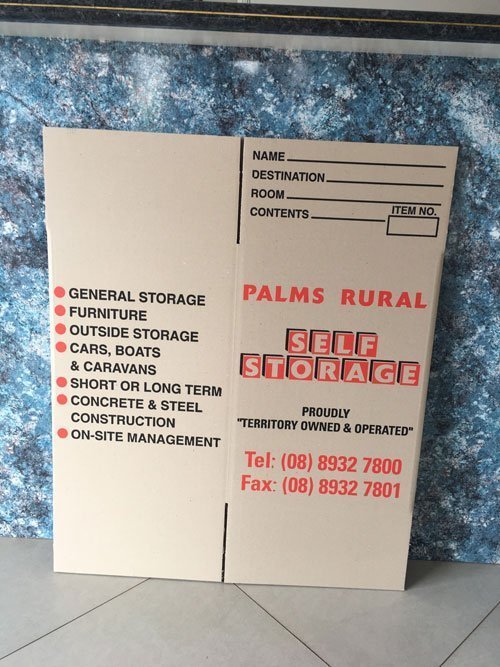 NAME
DESTINATION
ROOM
CONTENTS
ITEM NO.
GENERAL STORAGE
FURNITURE
OUTSIDE STORAGE
CARS, BOATS
& CARAVANS
SHORT OR LONG TERM
CONCRETE & STEEL
CONSTRUCTION
ON-SITE MANAGEMENT
PALMS RURAL
SELF
STORAGE
PROUDLY
"TERRITORY OWNED & OPERATED"
Tel: (08) 8932 7800
Fax: (08) 8932 7801